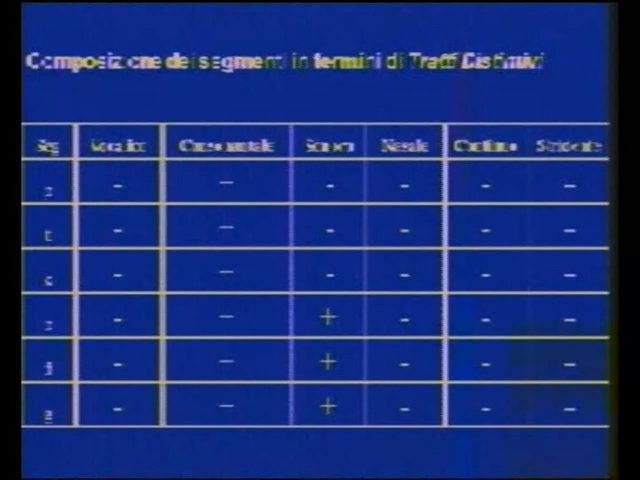 Composizione dei segmenti in termini di Tratti Distintivi
Seg Vocalico Consonantale Sonoro Nasale Continuo Stridente
- - - - - -
t - - - - - -
- - - - - -
- - + - - -
- - + - - -
- - + - - -